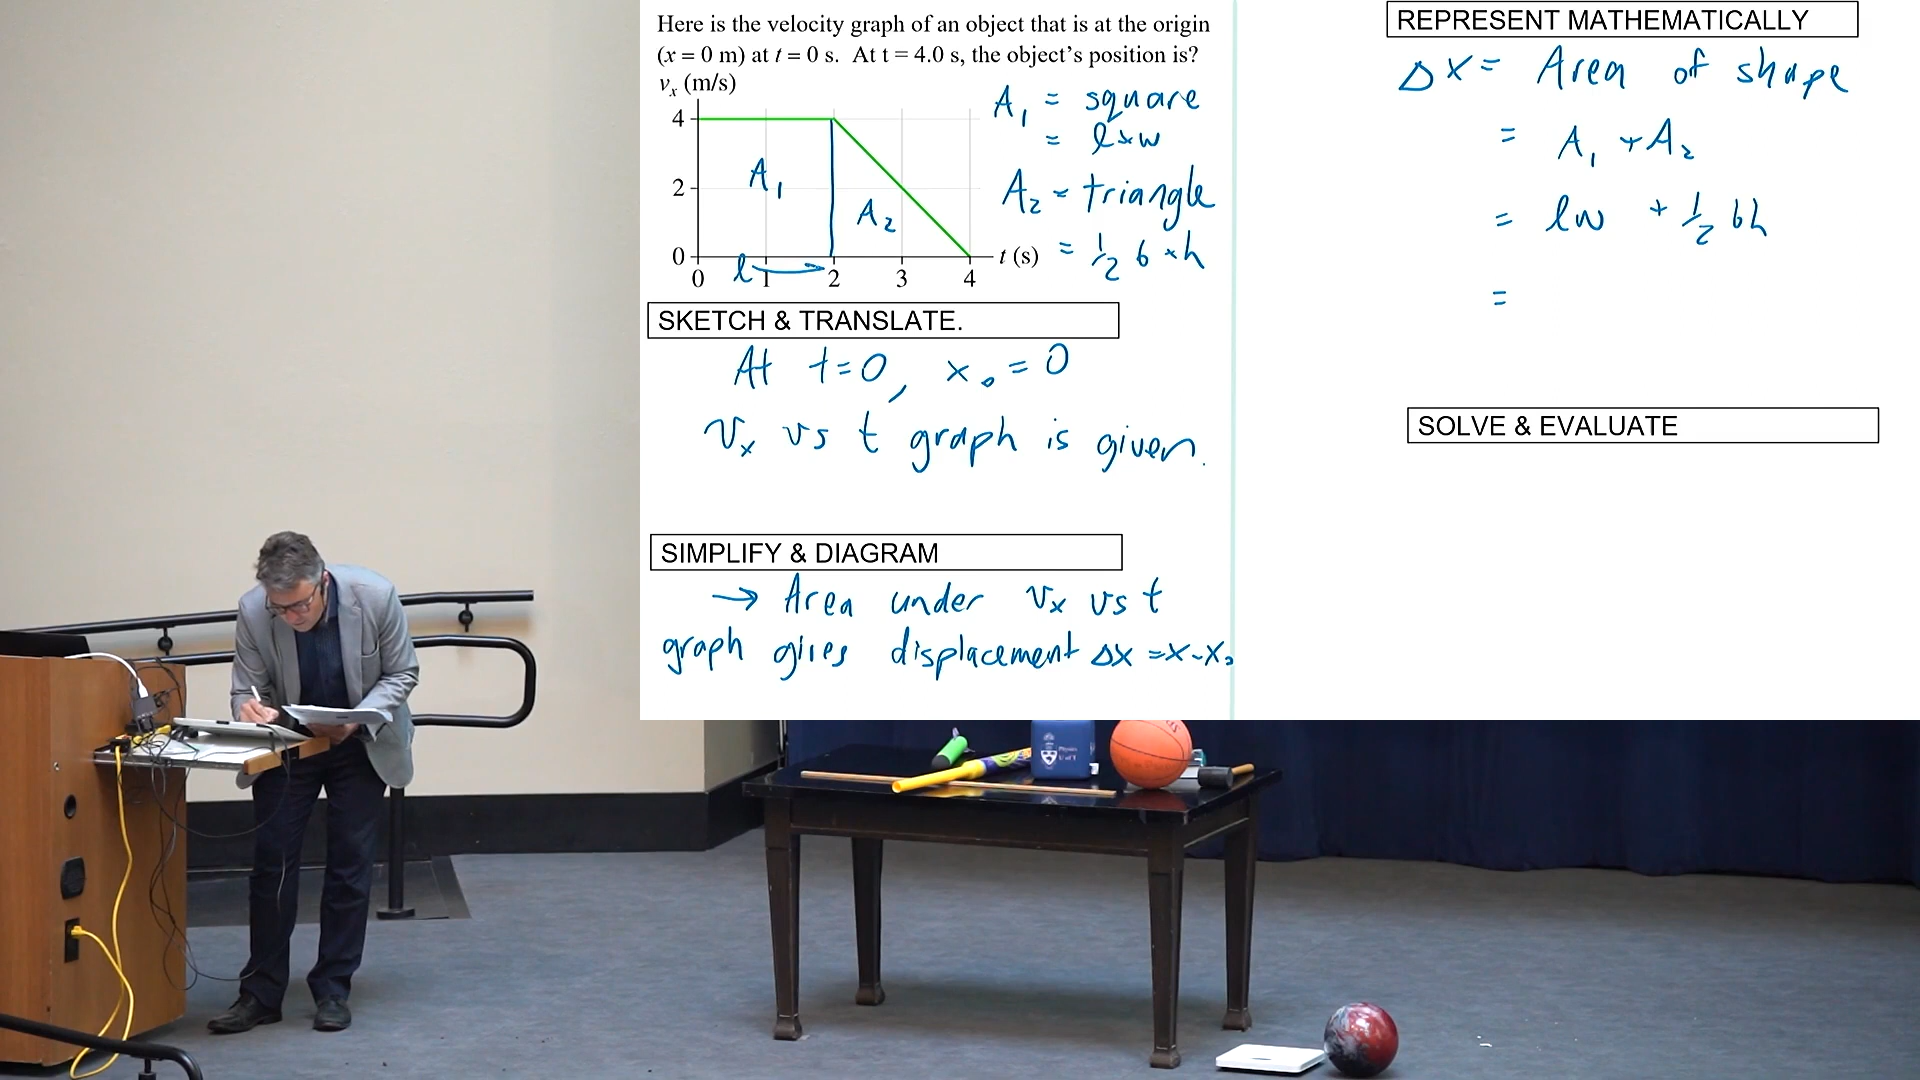 Here is the velocity graph of an object that is at the origin
(x = 0 m) at t = 0 s. At t = 4.0 s, the object's position is?
vₓ (m/s)
4
2
0
0 1 2 3 4
t (s)
A₁
A₂
l
A₁ = square
= l×w
A₂ = triangle
= 1/2 b × h
SKETCH & TRANSLATE.
At t=0, x₀ = 0
vₓ vs t graph is given.
SIMPLIFY & DIAGRAM
→ Area under vₓ vs t
graph gives displacement Δx = x-x₀
REPRESENT MATHEMATICALLY
Δx = Area of shape
= A₁ + A₂
= lw + 1/2 bh
=
SOLVE & EVALUATE
Physics
U of T